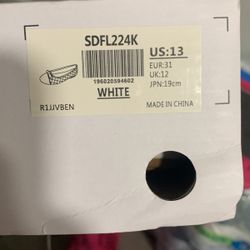 SDFL224K
US:13
EUR:31
UK:12
JPN:19cm
196020594602
R1JJVBEN
WHITE
MADE IN CHINA